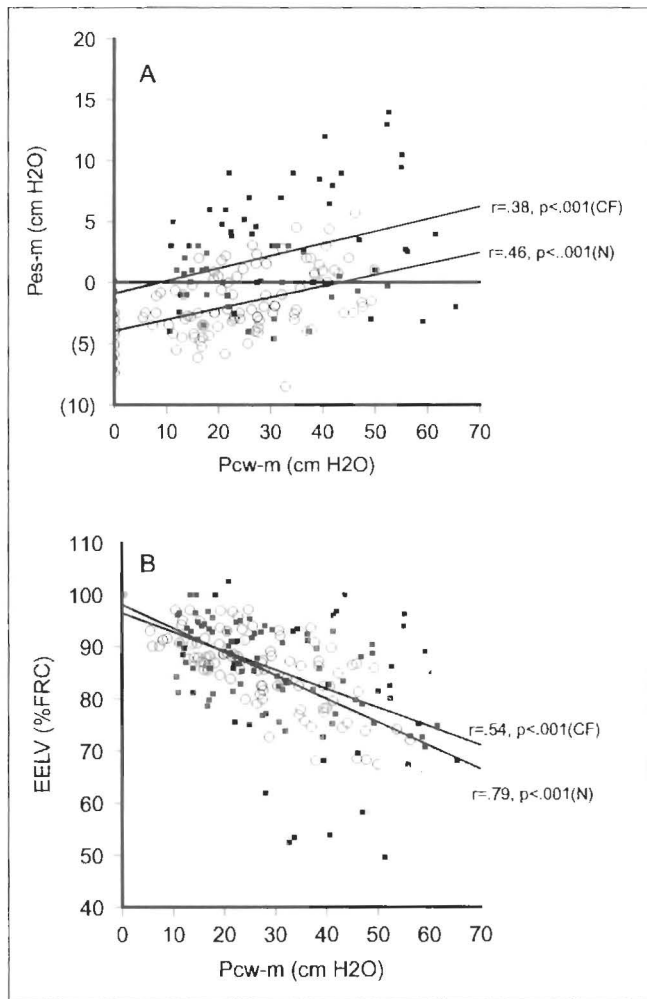 A
20
15
10
5
0
(5)
(10)
Pes-m (cm H2O)
r=.38, p<.001(CF)
r=.46, p<..001(N)
0 10 20 30 40 50 60 70
Pcw-m (cm H2O)
B
110
100
90
80
70
60
50
40
EELV (%FRC)
r=.54, p<.001(CF)
r=.79, p<.001(N)
0 10 20 30 40 50 60 70
Pcw-m (cm H2O)